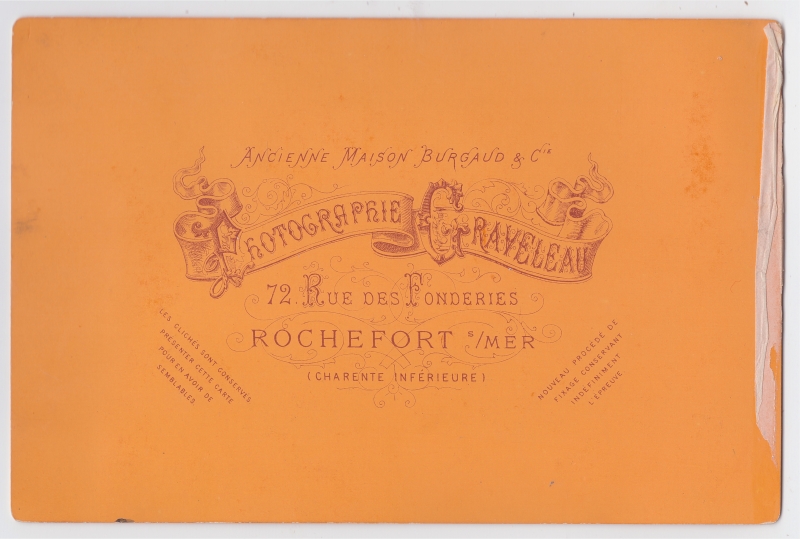 ANCIENNE MAISON BURGAUD & CIE
PHOTOGRAPHIE GRAVELEAU
72. RUE DES FONDERIES
ROCHEFORT S/MER
(CHARENTE INFÉRIEURE)
LES CLICHÉS SONT CONSERVÉS
PRÉSENTER CETTE CARTE
POUR EN AVOIR DE
SEMBLABLES
NOUVEAU PROCÉDÉ DE
FIXAGE CONSERVANT
INDÉFINIMENT
L'ÉPREUVE